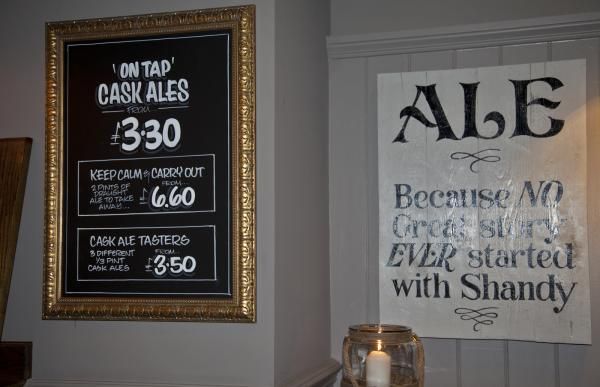 'ON TAP'
CASK ALES
FROM...
£3·30
KEEP CALM & CARRY OUT
2 PINTS OF
DRAUGHT
ALE TO TAKE
AWAY...
FROM...
£6.60
CASK ALE TASTERS
3 DIFFERENT
1/3 PINT
CASK ALES
FROM...
£3·50
ALE
Because NO
Great story
EVER started
with Shandy